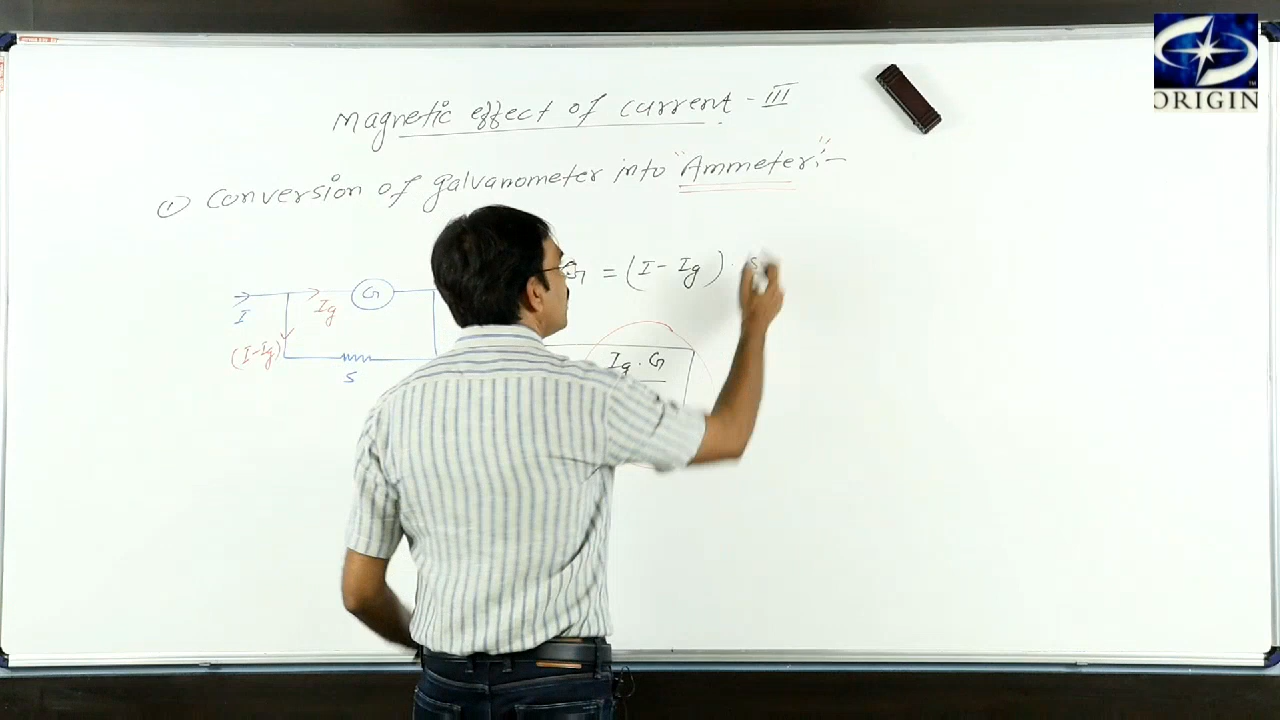 ORIGIN
Magnetic effect of current - III
① Conversion of galvanometer into "Ammeter":-
G = (I - Ig) . S
I
Ig
G
(I-Ig)
S
Ig . G